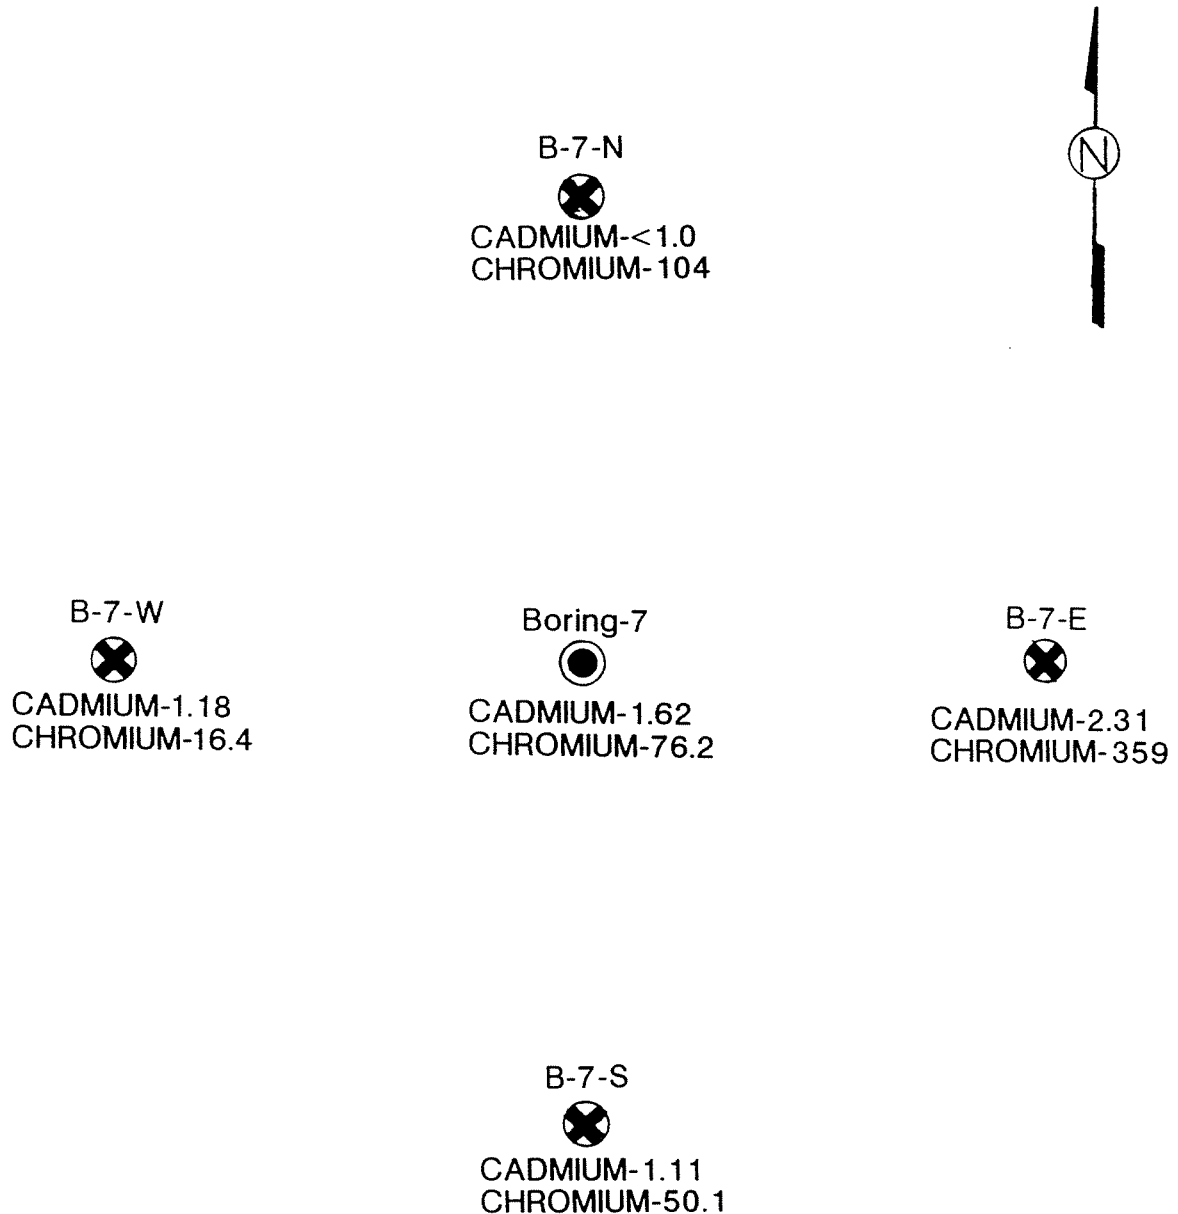 B-7-N
CADMIUM-<1.0
CHROMIUM-104
N
B-7-W
CADMIUM-1.18
CHROMIUM-16.4
Boring-7
CADMIUM-1.62
CHROMIUM-76.2
B-7-E
CADMIUM-2.31
CHROMIUM-359
B-7-S
CADMIUM-1.11
CHROMIUM-50.1